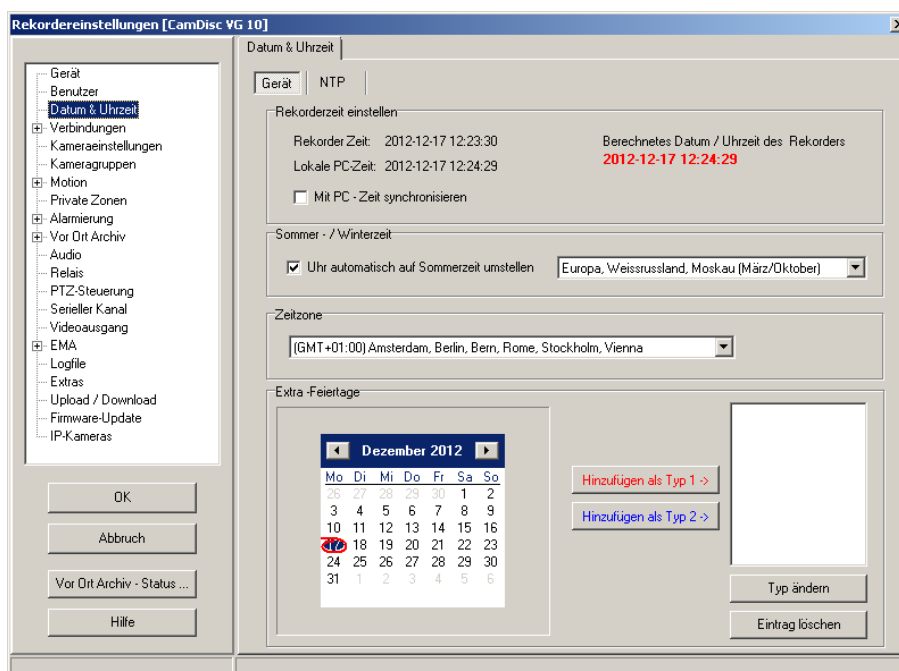 Rekordereinstellungen [CamDisc VG 10]
Gerät
Benutzer
Datum & Uhrzeit
Verbindungen
Kameraeinstellungen
Kameragruppen
Motion
Private Zonen
Alarmierung
Vor Ort Archiv
Audio
Relais
PTZ-Steuerung
Serieller Kanal
Videoausgang
EMA
Logfile
Extras
Upload / Download
Firmware-Update
IP-Kameras
OK
Abbruch
Vor Ort Archiv - Status ...
Hilfe
Datum & Uhrzeit
Gerät NTP
Rekorderzeit einstellen
Rekorder Zeit: 2012-12-17 12:23:30
Lokale PC-Zeit: 2012-12-17 12:24:29
Mit PC - Zeit synchronisieren
Berechnetes Datum / Uhrzeit des Rekorders
2012-12-17 12:24:29
Sommer - / Winterzeit
Uhr automatisch auf Sommerzeit umstellen
Europa, Weissrussland, Moskau (März/Oktober)
Zeitzone
(GMT+01:00) Amsterdam, Berlin, Bern, Rome, Stockholm, Vienna
Extra -Feiertage
Dezember 2012
Mo Di Mi Do Fr Sa So
26 27 28 29 30 1 2
3 4 5 6 7 8 9
10 11 12 13 14 15 16
17 18 19 20 21 22 23
24 25 26 27 28 29 30
31 1 2 3 4 5 6
Hinzufügen als Typ 1 ->
Hinzufügen als Typ 2 ->
Typ ändern
Eintrag löschen